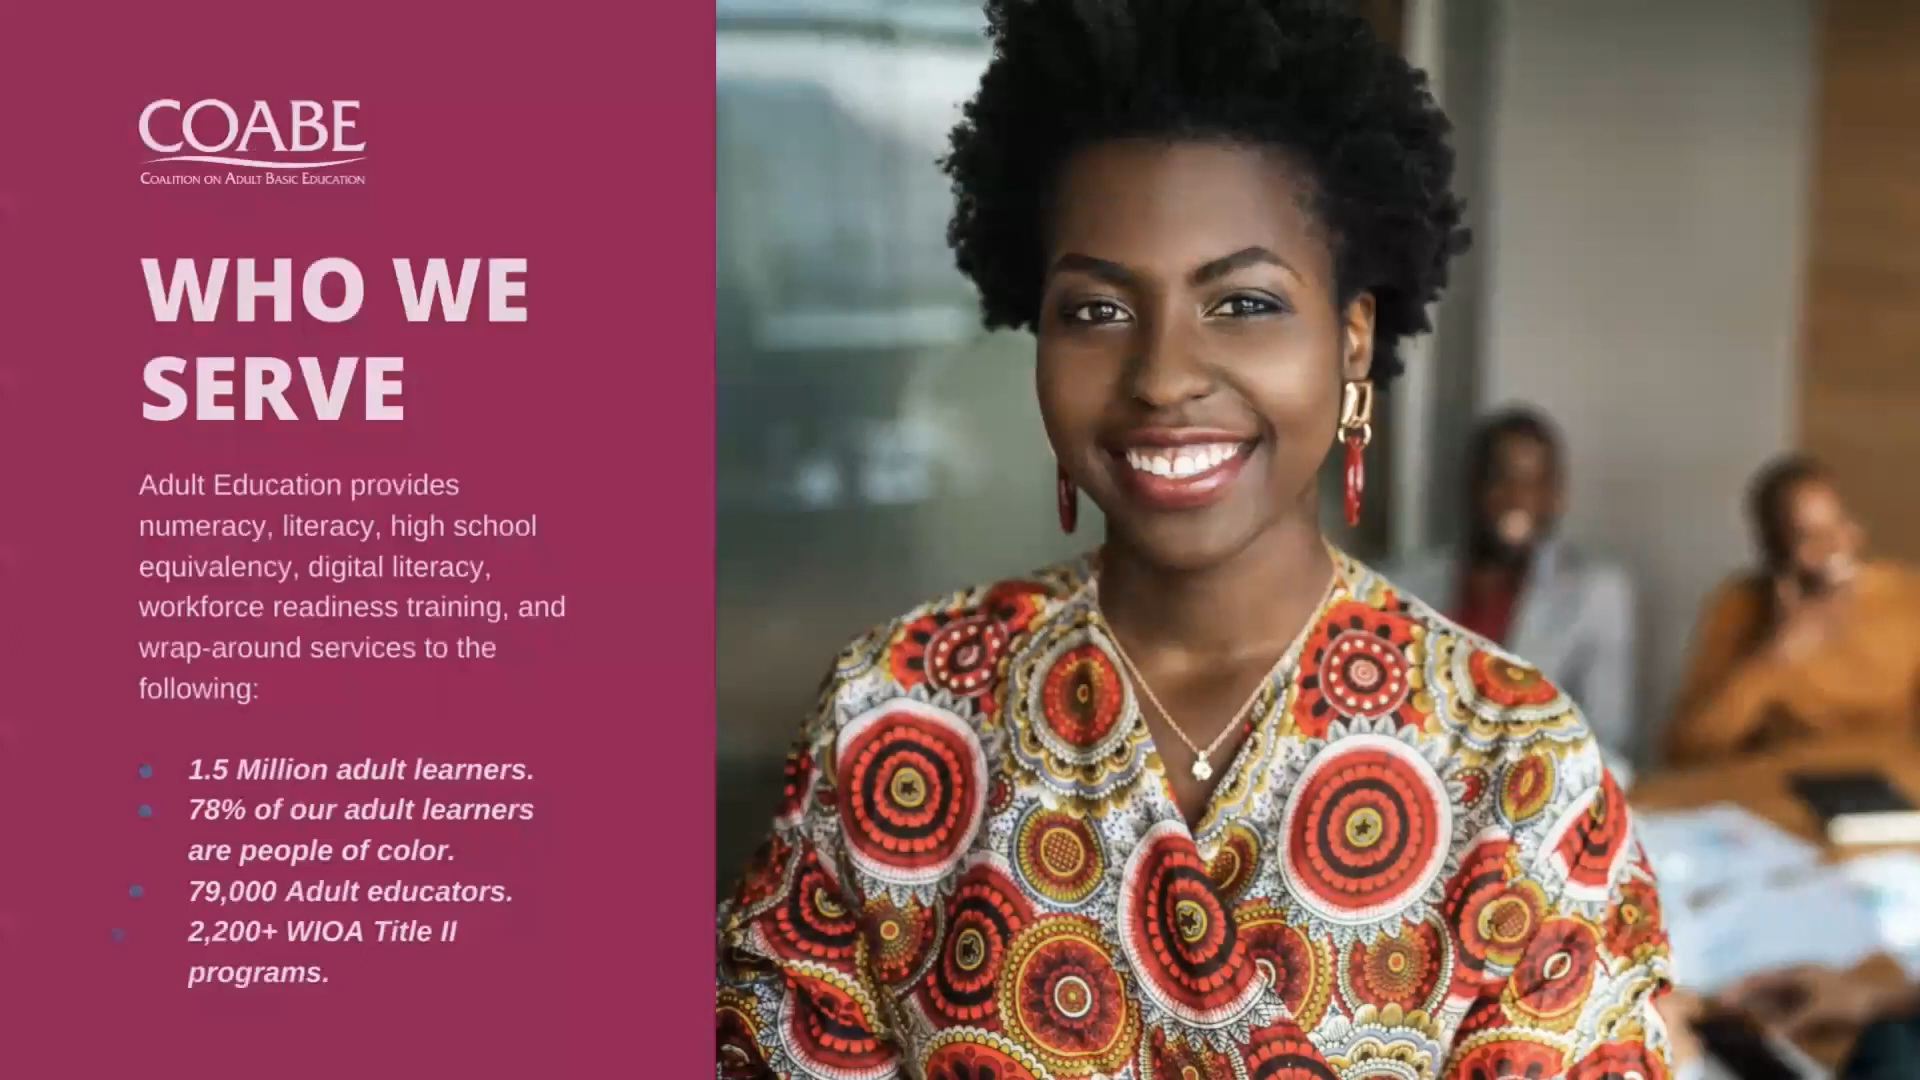 COABE
COALITION ON ADULT BASIC EDUCATION
WHO WE
SERVE
Adult Education provides
numeracy, literacy, high school
equivalency, digital literacy,
workforce readiness training, and
wrap-around services to the
following:
1.5 Million adult learners.
78% of our adult learners
are people of color.
79,000 Adult educators.
2,200+ WIOA Title II
programs.